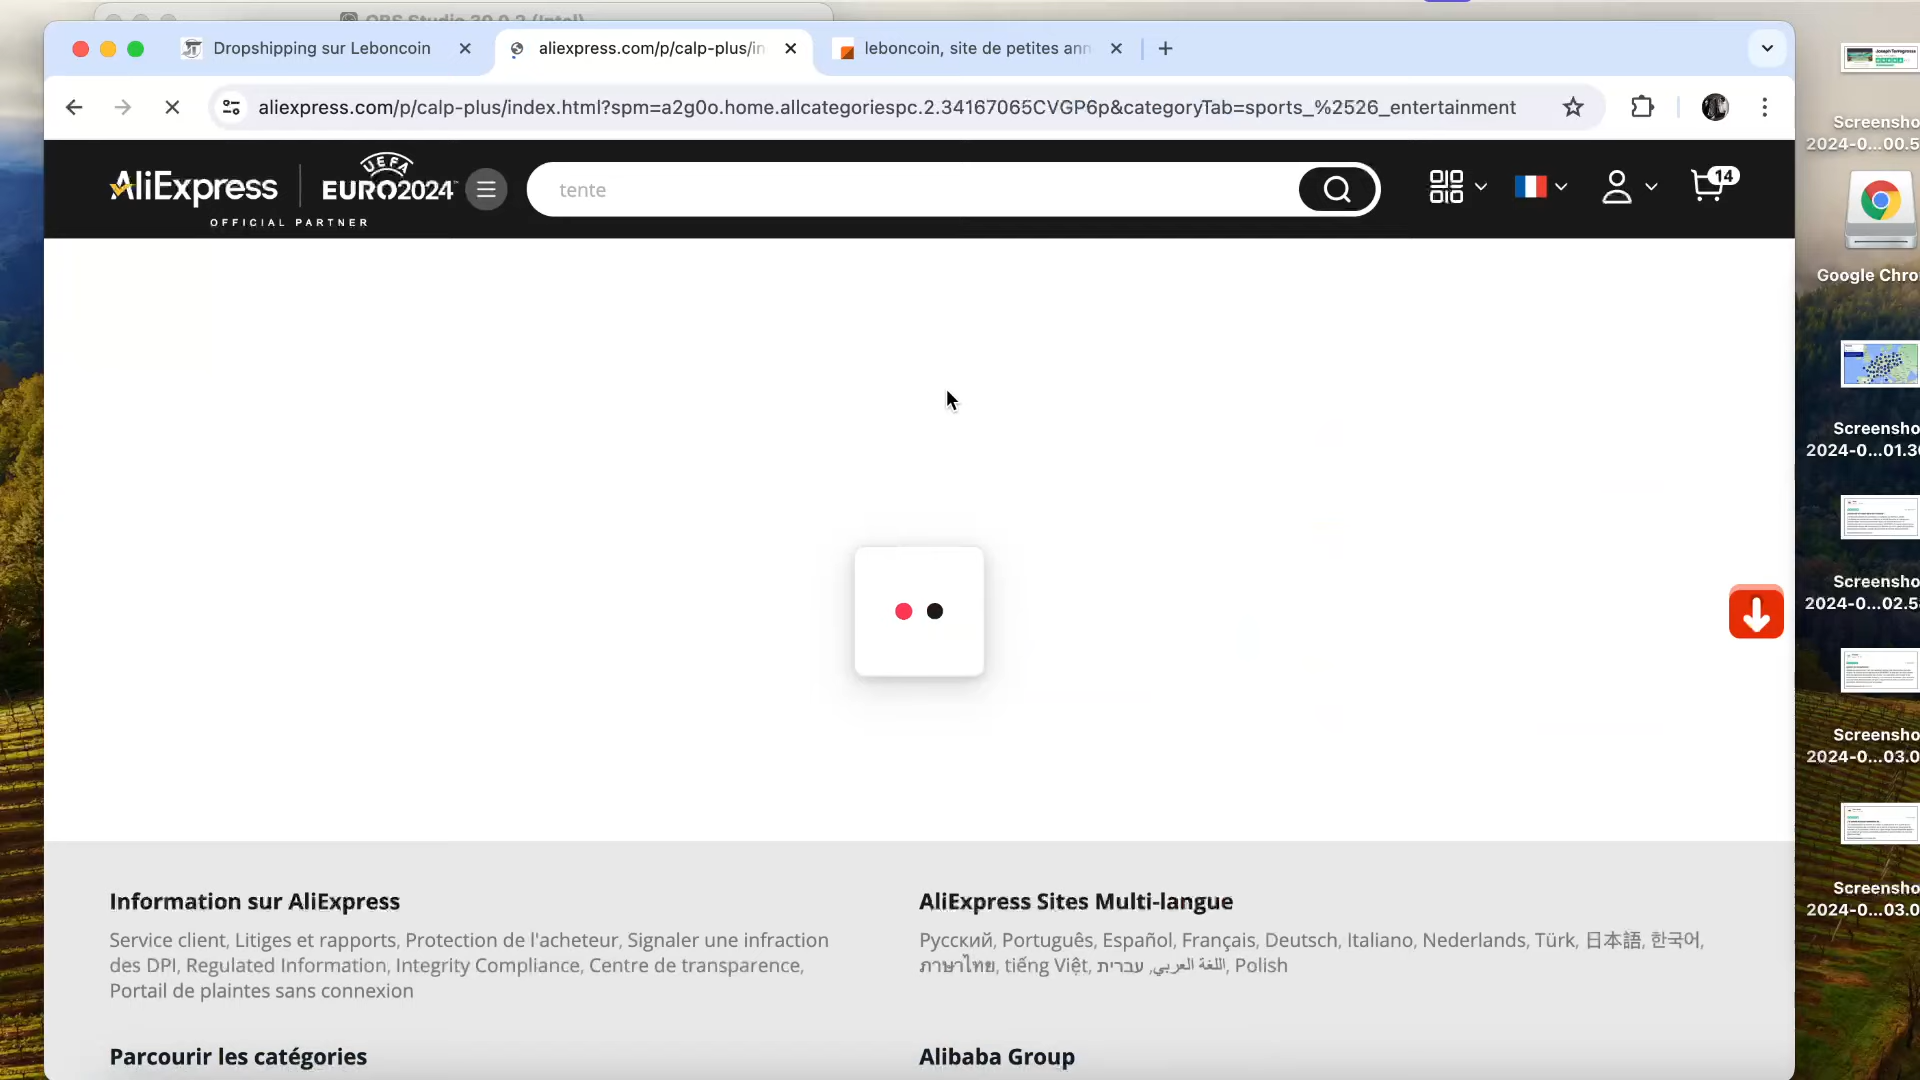 OBS Studio 30.0.2 (Intel)
Dropshipping sur Leboncoin
aliexpress.com/p/calp-plus/in
leboncoin, site de petites ann
aliexpress.com/p/calp-plus/index.html?spm=a2g0o.home.allcategoriespc.2.34167065CVGP6p&categoryTab=sports_%2526_entertainment
AliExpress
UEFA
EURO2024
OFFICIAL PARTNER
tente
14
Screensho
2024-0...00.5
Google Chro
Screensho
2024-0...01.3
Screensho
2024-0...02.5
Screensho
2024-0...03.0
Screensho
2024-0...03.0
Information sur AliExpress
Service client, Litiges et rapports, Protection de l'acheteur, Signaler une infraction
des DPI, Regulated Information, Integrity Compliance, Centre de transparence,
Portail de plaintes sans connexion
AliExpress Sites Multi-langue
Русский, Português, Español, Français, Deutsch, Italiano, Nederlands, Türk, 日本語, 한국어,
ภาษาไทย, tiếng Việt, اللغة العربي, עברית, Polish
Parcourir les catégories
Alibaba Group